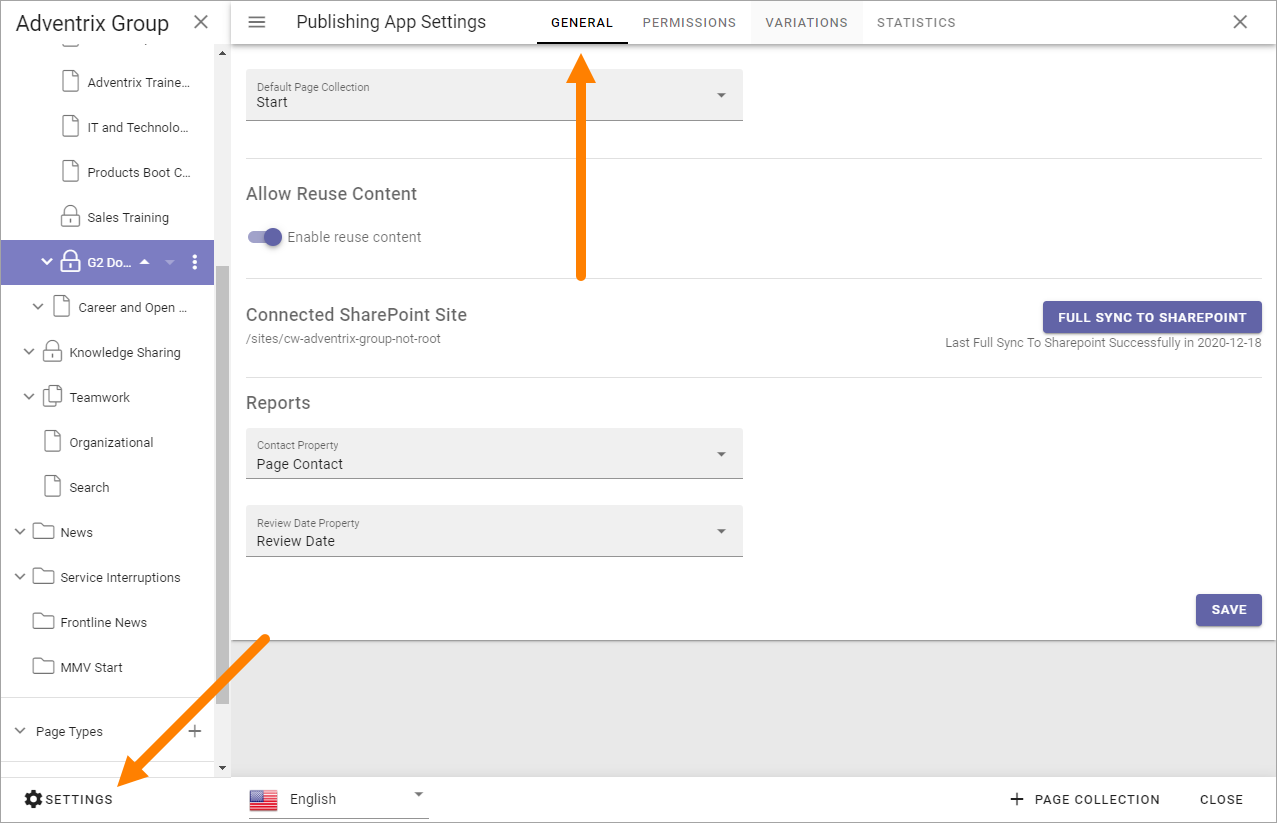 Adventrix Group
Publishing App Settings
GENERAL
PERMISSIONS
VARIATIONS
STATISTICS
Adventrix Traine...
IT and Technolo...
Products Boot C...
Sales Training
G2 Do...
Career and Open ...
Knowledge Sharing
Teamwork
Organizational
Search
News
Service Interruptions
Frontline News
MMV Start
Page Types
SETTINGS
Default Page Collection
Start
Allow Reuse Content
Enable reuse content
Connected SharePoint Site
/sites/cw-adventrix-group-not-root
FULL SYNC TO SHAREPOINT
Last Full Sync To Sharepoint Successfully in 2020-12-18
Reports
Contact Property
Page Contact
Review Date Property
Review Date
SAVE
English
PAGE COLLECTION
CLOSE